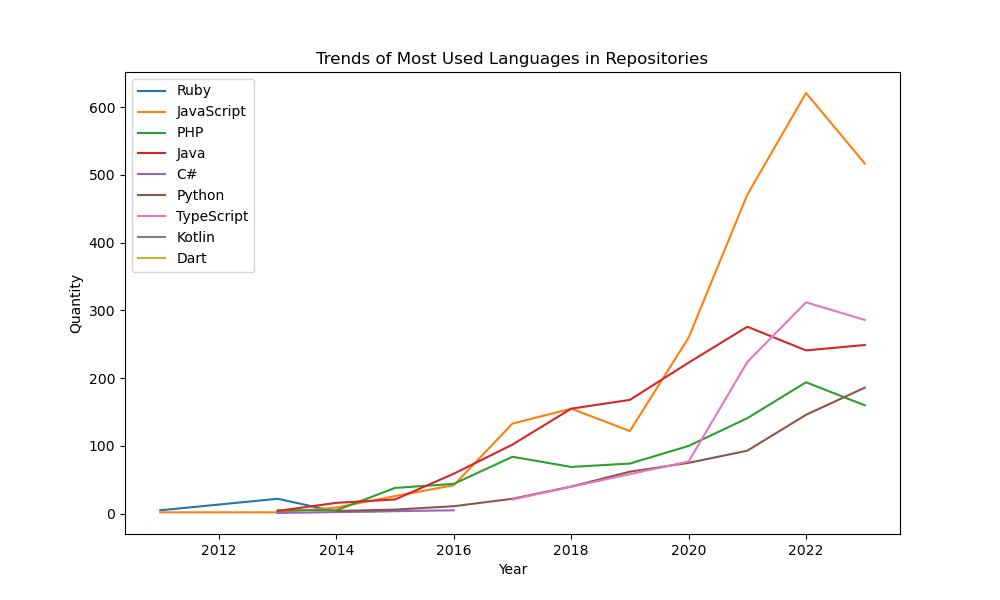 Trends of Most Used Languages in Repositories
Ruby
JavaScript
PHP
Java
C#
Python
TypeScript
Kotlin
Dart
Quantity
600
500
400
300
200
100
0
2012
2014
2016
2018
2020
2022
Year